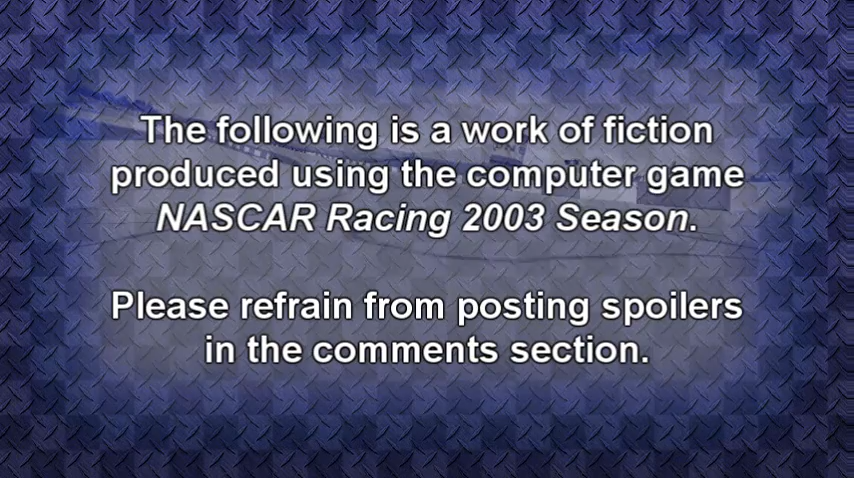 The following is a work of fiction
produced using the computer game
NASCAR Racing 2003 Season.
Please refrain from posting spoilers
in the comments section.